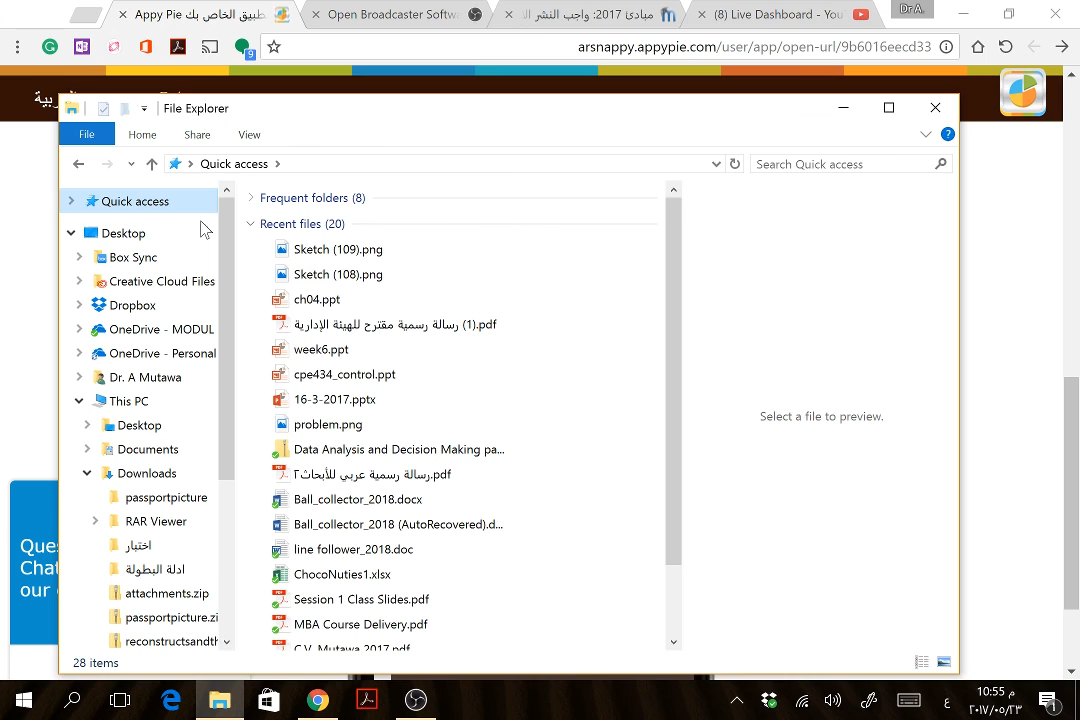 تطبيق الخاص بك Appy Pie
Open Broadcaster Softw
مبادئ 2017: واجب النشر
(8) Live Dashboard - You
Dr A.
arsnappy.appypie.com/user/app/open-url/9b6016eecd33
File Explorer
File
Home
Share
View
Quick access
Search Quick access
Quick access
Desktop
Box Sync
Creative Cloud Files
Dropbox
OneDrive - MODUL
OneDrive - Personal
Dr. A Mutawa
This PC
Desktop
Documents
Downloads
passportpicture
RAR Viewer
اختبار
ادلة البطولة
attachments.zip
passportpicture.zi
reconstructsandth
Frequent folders (8)
Recent files (20)
Sketch (109).png
Sketch (108).png
ch04.ppt
رسالة رسمية مقترح للهيئة الإدارية (1).pdf
week6.ppt
cpe434_control.ppt
16-3-2017.pptx
problem.png
Data Analysis and Decision Making pa...
رسالة رسمية عربي للأبحاث٢.pdf
Ball_collector_2018.docx
Ball_collector_2018 (AutoRecovered).d...
line follower_2018.doc
ChocoNuties1.xlsx
Session 1 Class Slides.pdf
MBA Course Delivery.pdf
C.V. Mutawa 2017.pdf
Select a file to preview.
28 items
Ques
Chat
our
9
ع
10:55 م
٢٠١٧/٠٥/٢٣
1